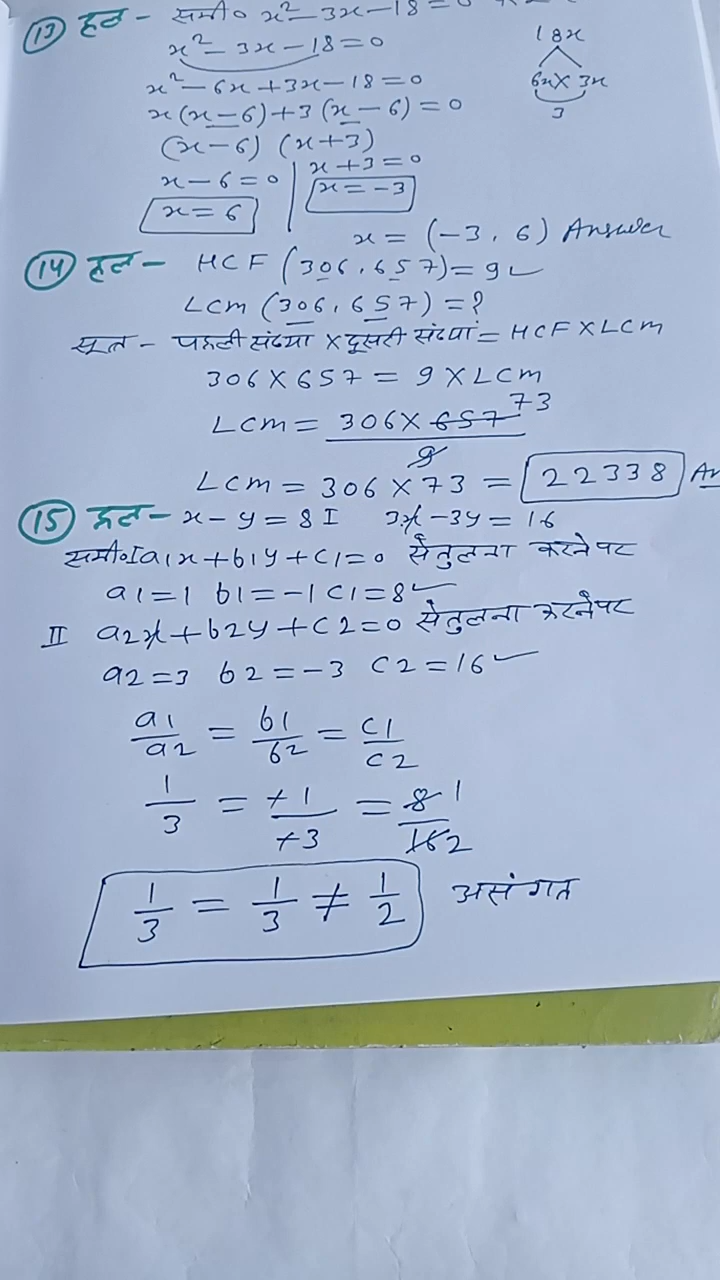 (13) हल - समी० x² - 3x - 18 = 0
x² - 3x - 18 = 0
18x
x² - 6x + 3x - 18 = 0
6x X 3x
3
x(x - 6) + 3(x - 6) = 0
(x - 6) (x + 3)
x - 6 = 0 | x + 3 = 0
x = 6 | x = -3
x = (-3, 6) Answer
(14) हल - HCF (306, 657) = 9 ✓
LCM (306, 657) = ?
सूत्र - पहली संख्या × दूसरी संख्या = HCF × LCM
306 × 657 = 9 × LCM
LCM = 306 × 657 73
9
LCM = 306 × 73 = 22338 An
(15) हल - x - y = 8 I 3x - 3y = 16
समी० I a1x + b1y + c1 = 0 से तुलना करने पर
a1 = 1 b1 = -1 c1 = 8 ✓
II a2x + b2y + c2 = 0 से तुलना करने पर
a2 = 3 b2 = -3 c2 = 16 ✓
a1/a2 = b1/b2 = c1/c2
1/3 = +1/+3 = 8 1/16 2
1/3 = 1/3 ≠ 1/2 असंगत